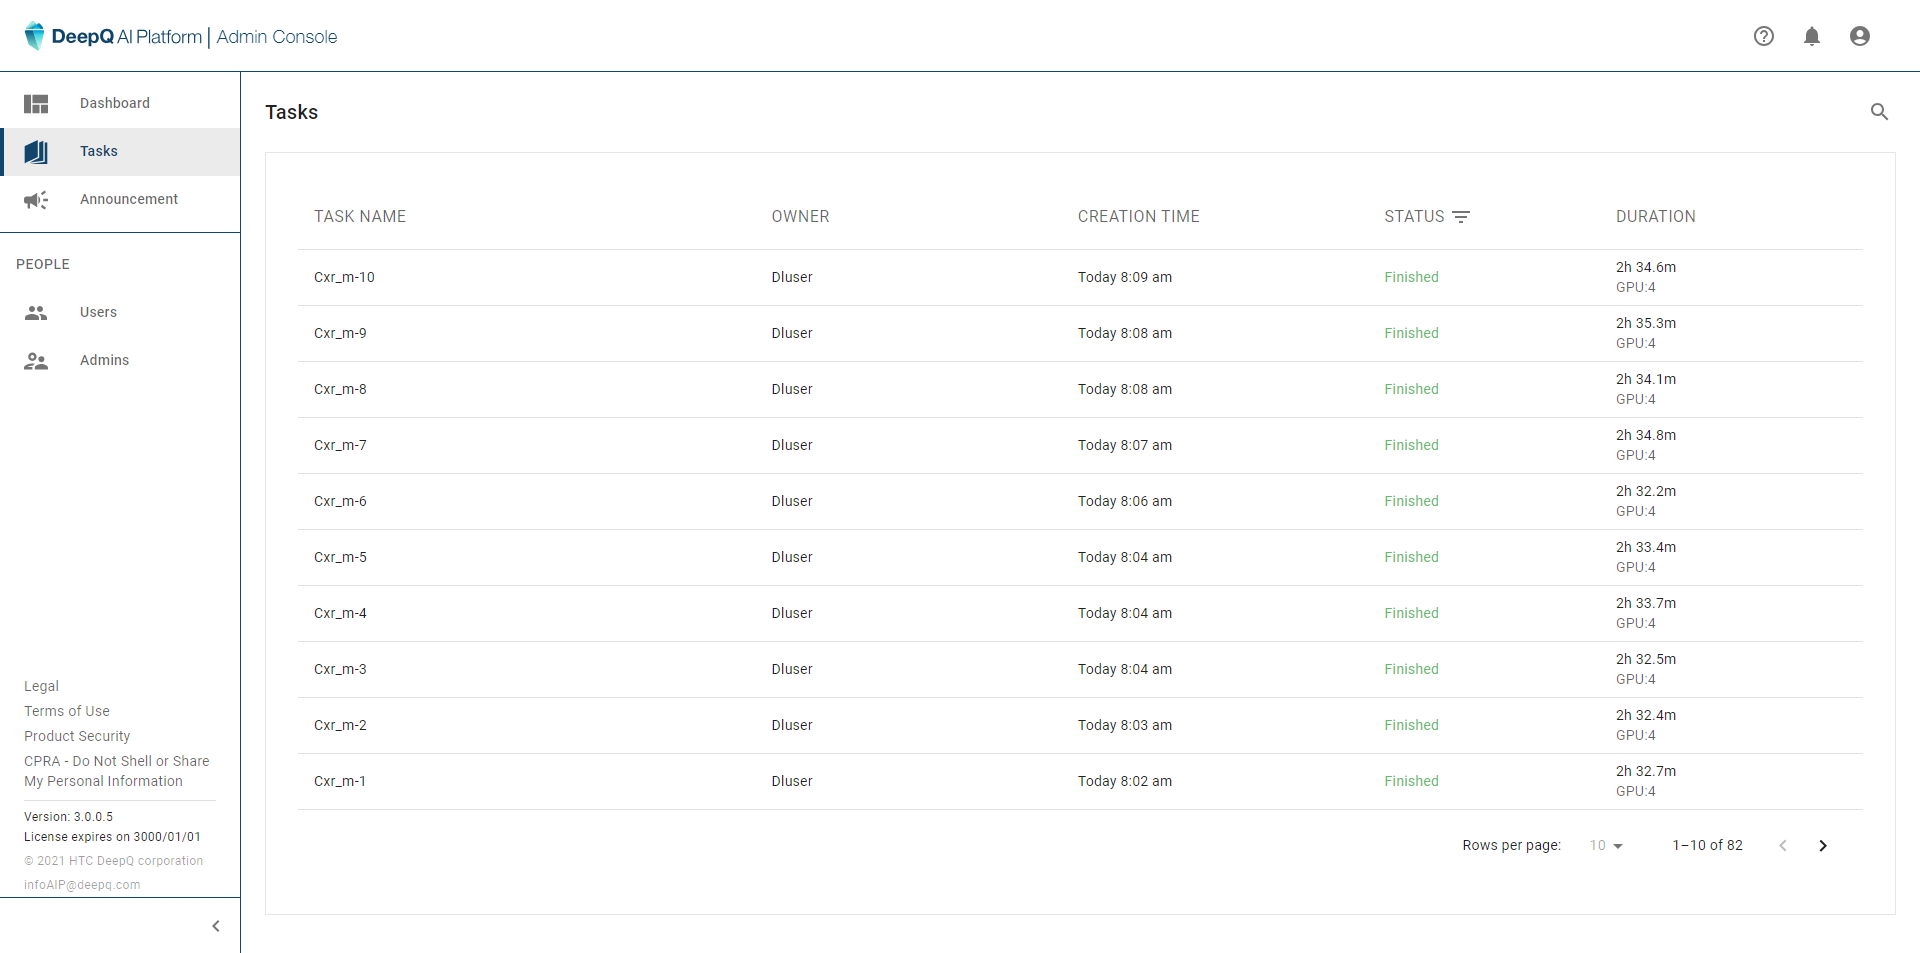 DeepQ AI Platform | Admin Console
Dashboard
Tasks
Announcement
PEOPLE
Users
Admins
Legal
Terms of Use
Product Security
CPRA - Do Not Shell or Share
My Personal Information
Version: 3.0.0.5
License expires on 3000/01/01
© 2021 HTC DeepQ corporation
infoAIP@deepq.com
Tasks
TASK NAME OWNER CREATION TIME STATUS DURATION
Cxr_m-10 Dluser Today 8:09 am Finished 2h 34.6m
GPU:4
Cxr_m-9 Dluser Today 8:08 am Finished 2h 35.3m
GPU:4
Cxr_m-8 Dluser Today 8:08 am Finished 2h 34.1m
GPU:4
Cxr_m-7 Dluser Today 8:07 am Finished 2h 34.8m
GPU:4
Cxr_m-6 Dluser Today 8:06 am Finished 2h 32.2m
GPU:4
Cxr_m-5 Dluser Today 8:04 am Finished 2h 33.4m
GPU:4
Cxr_m-4 Dluser Today 8:04 am Finished 2h 33.7m
GPU:4
Cxr_m-3 Dluser Today 8:04 am Finished 2h 32.5m
GPU:4
Cxr_m-2 Dluser Today 8:03 am Finished 2h 32.4m
GPU:4
Cxr_m-1 Dluser Today 8:02 am Finished 2h 32.7m
GPU:4
Rows per page: 10 1–10 of 82